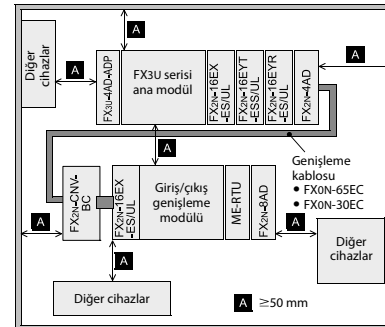 A
Diğer
cihazlar
A
FX3U-4AD-ADP
FX3U serisi
ana modül
FX2N-16EX
-ES/UL
FX2N-16EYT
-ESS/UL
FX2N-16EYR
-ES/UL
FX2N-4AD
A
A
Genişleme
kablosu
• FX0N-65EC
• FX0N-30EC
A
FX2N-CNV-
BC
FX2N-16EX
-ES/UL
Giriş/çıkış
genişleme
modülü
ME-RTU
FX2N-8AD
A
Diğer
cihazlar
A
Diğer cihazlar
A ≥50 mm